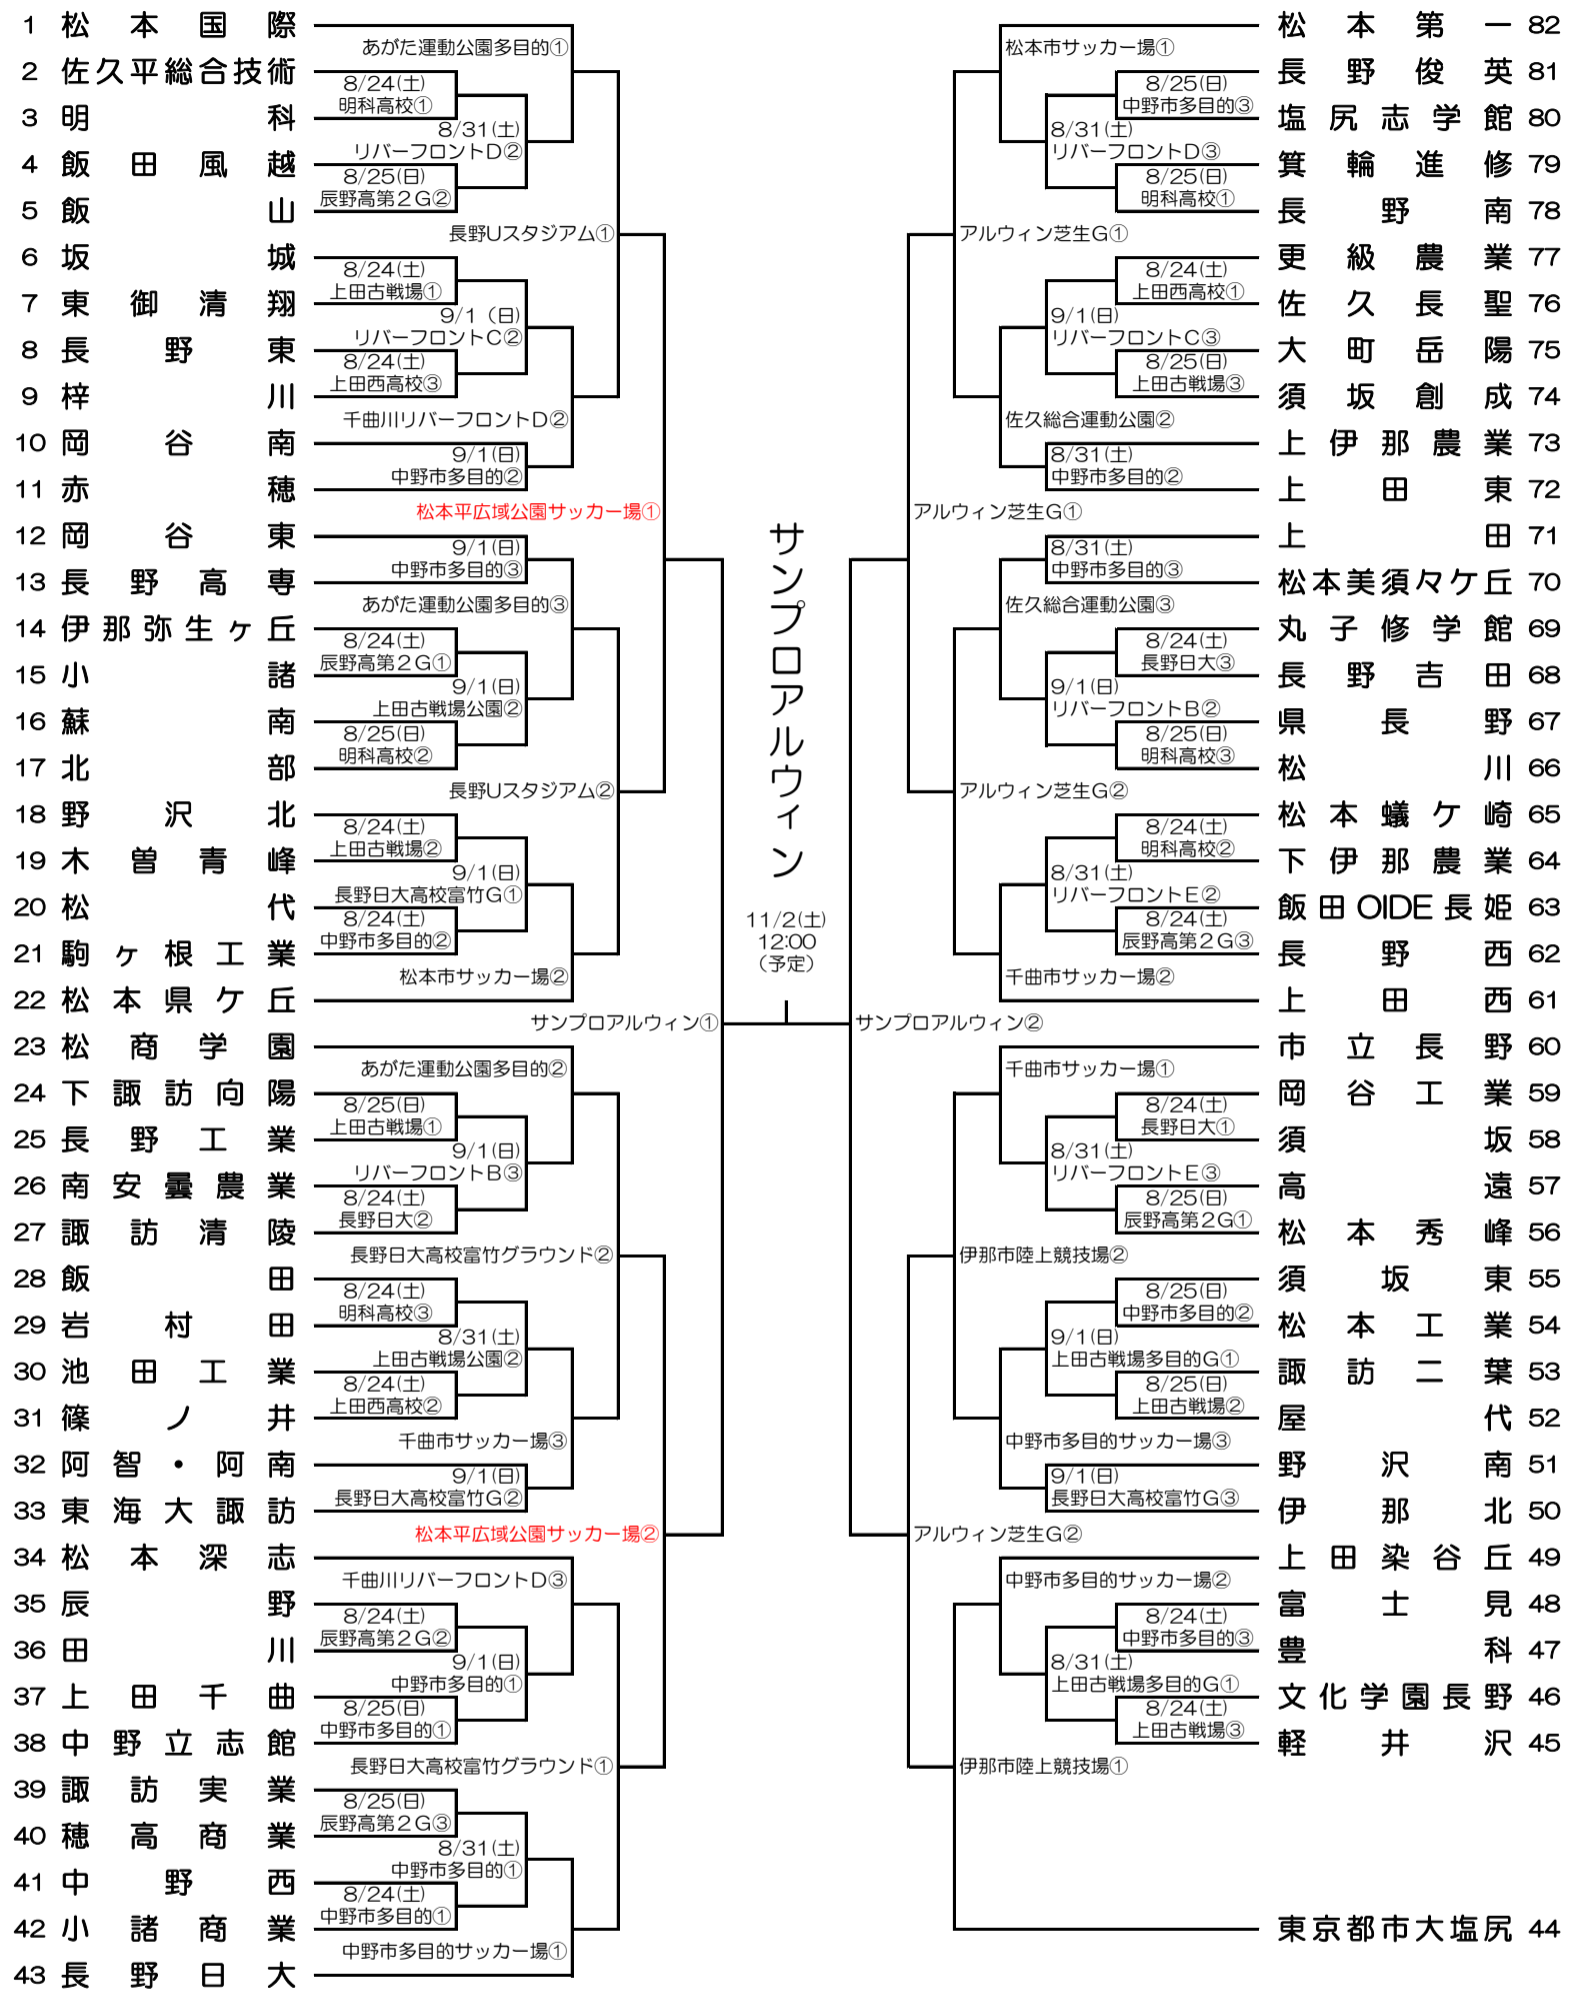 1 松本国際
あがた運動公園多目的①
2 佐久平総合技術
8/24(土)
明科高校①
3 明科
8/31(土)
リバーフロントD②
4 飯田風越
8/25(日)
辰野高第2G②
5 飯山
長野Uスタジアム①
6 坂城
8/24(土)
上田古戦場①
7 東御清翔
9/1 (日)
リバーフロントC②
8 長野東
8/24(土)
上田西高校③
9 梓川
千曲川リバーフロントD②
10 岡谷南
9/1(日)
中野市多目的②
11 赤穂
松本平広域公園サッカー場①
12 岡谷東
9/1(日)
中野市多目的③
13 長野高専
あがた運動公園多目的③
14 伊那弥生ヶ丘
8/24(土)
辰野高第2G①
15 小諸
9/1(日)
上田古戦場公園②
16 蘇南
8/25(日)
明科高校②
17 北部
長野Uスタジアム②
18 野沢北
8/24(土)
上田古戦場②
19 木曽青峰
9/1(日)
長野日大高校富竹G①
20 松代
8/24(土)
中野市多目的②
21 駒ヶ根工業
松本市サッカー場②
22 松本県ケ丘
サンプロアルウィン①
23 松商学園
あがた運動公園多目的②
24 下諏訪向陽
8/25(日)
上田古戦場①
25 長野工業
9/1(日)
リバーフロントB③
26 南安曇農業
8/24(土)
長野日大②
27 諏訪清陵
長野日大高校富竹グラウンド②
28 飯田
8/24(土)
明科高校③
29 岩村田
8/31(土)
上田古戦場公園②
30 池田工業
8/24(土)
上田西高校②
31 篠ノ井
千曲市サッカー場③
32 阿智・阿南
9/1(日)
長野日大高校富竹G②
33 東海大諏訪
松本平広域公園サッカー場②
34 松本深志
千曲川リバーフロントD③
35 辰野
8/24(土)
辰野高第2G②
36 田川
9/1(日)
中野市多目的①
37 上田千曲
8/25(日)
中野市多目的①
38 中野立志館
長野日大高校富竹グラウンド①
39 諏訪実業
8/25(日)
辰野高第2G③
40 穂高商業
8/31(土)
中野市多目的①
41 中野西
8/24(土)
中野市多目的①
42 小諸商業
中野市多目的サッカー場①
43 長野日大
サンプロアルウィン
11/2(土)
12:00
(予定)
松本第一 82
松本市サッカー場①
長野俊英 81
8/25(日)
中野市多目的③
塩尻志学館 80
8/31(土)
リバーフロントD③
箕輪進修 79
8/25(日)
明科高校①
長野南 78
アルウィン芝生G①
更級農業 77
8/24(土)
上田西高校①
佐久長聖 76
9/1(日)
リバーフロントC③
大町岳陽 75
8/25(日)
上田古戦場③
須坂創成 74
佐久総合運動公園②
上伊那農業 73
8/31(土)
中野市多目的②
上田東 72
アルウィン芝生G①
上田 71
8/31(土)
中野市多目的③
松本美須々ケ丘 70
佐久総合運動公園③
丸子修学館 69
8/24(土)
長野日大③
長野吉田 68
9/1(日)
リバーフロントB②
県長野 67
8/25(日)
明科高校③
松川 66
アルウィン芝生G②
松本蟻ケ崎 65
8/24(土)
明科高校②
下伊那農業 64
8/31(土)
リバーフロントE②
飯田OIDE長姫 63
8/24(土)
辰野高第2G③
長野西 62
千曲市サッカー場②
上田西 61
サンプロアルウィン②
市立長野 60
千曲市サッカー場①
岡谷工業 59
8/24(土)
長野日大①
須坂 58
8/31(土)
リバーフロントE③
高遠 57
8/25(日)
辰野高第2G①
松本秀峰 56
伊那市陸上競技場②
須坂東 55
8/25(日)
中野市多目的②
松本工業 54
9/1(日)
上田古戦場多目的G①
諏訪二葉 53
8/25(日)
上田古戦場②
屋代 52
中野市多目的サッカー場③
野沢南 51
9/1(日)
長野日大高校富竹G③
伊那北 50
アルウィン芝生G②
上田染谷丘 49
中野市多目的サッカー場②
富士見 48
8/24(土)
中野市多目的③
豊科 47
8/31(土)
上田古戦場多目的G①
文化学園長野 46
8/24(土)
上田古戦場③
軽井沢 45
伊那市陸上競技場①
東京都市大塩尻 44